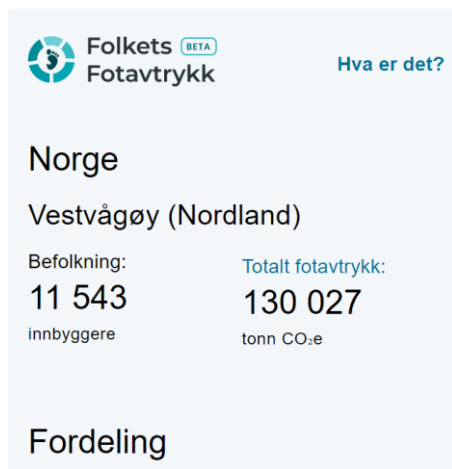 Folkets BETA
Fotavtrykk
Hva er det?
Norge
Vestvågøy (Nordland)
Befolkning:
11 543
innbyggere
Totalt fotavtrykk:
130 027
tonn CO₂e
Fordeling